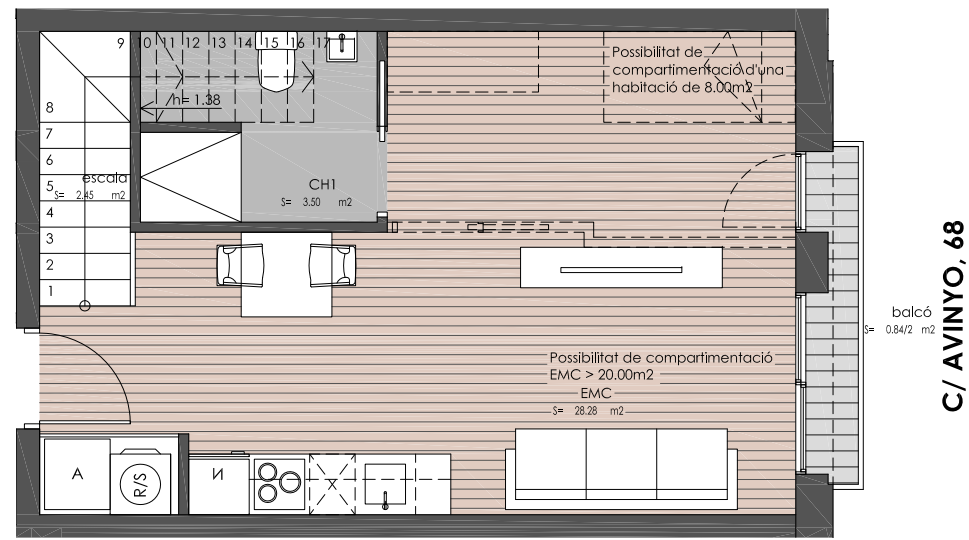 9 10 11 12 13 14 15 16 17
8
7
6
5
4
3
2
1
escala
S= 2.45 m2
h= 1.38
CH1
S= 3.50 m2
Possibilitat de
compartimentació d'una
habitació de 8.00m2
Possibilitat de compartimentació
EMC > 20.00m2
EMC
S= 28.28 m2
balcó
S= 0.84/2 m2
C/ AVINYO, 68
A
R/S
N
X